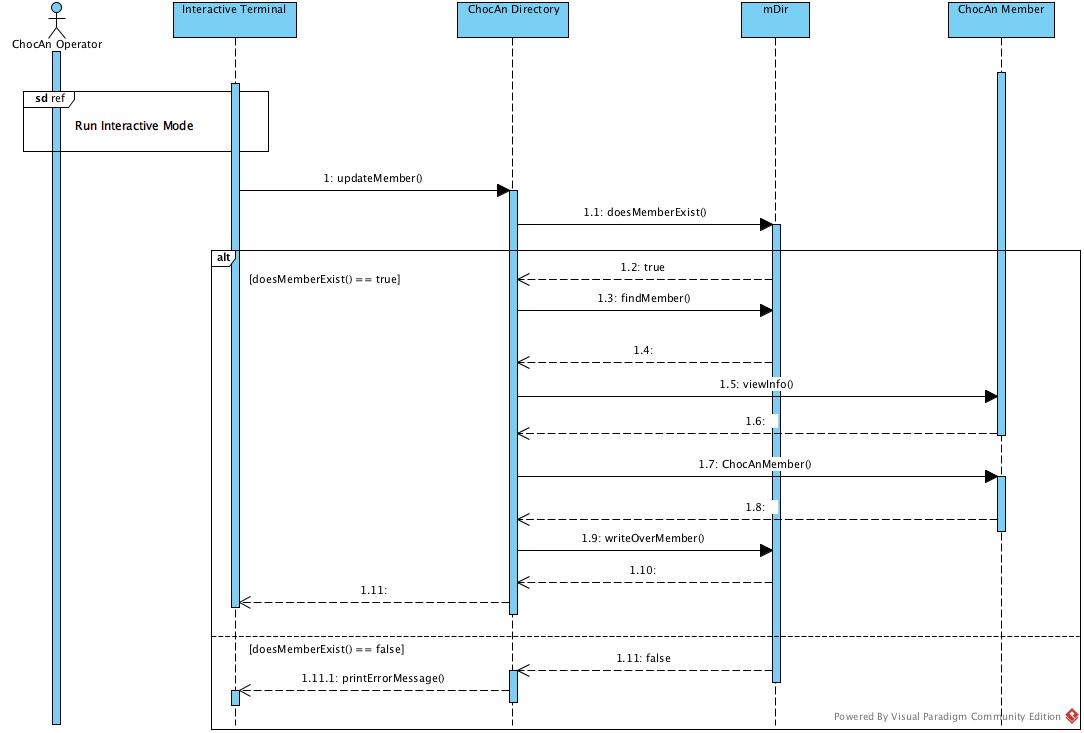 Interactive Terminal
ChocAn Directory
mDir
ChocAn Member
ChocAn Operator
sd ref
Run Interactive Mode
1: updateMember()
1.1: doesMemberExist()
alt
1.2: true
[doesMemberExist() == true]
1.3: findMember()
1.4:
1.5: viewInfo()
1.6:
1.7: ChocAnMember()
1.8:
1.9: writeOverMember()
1.10:
1.11:
[doesMemberExist() == false]
1.11: false
1.11.1: printErrorMessage()
Powered By Visual Paradigm Community Edition